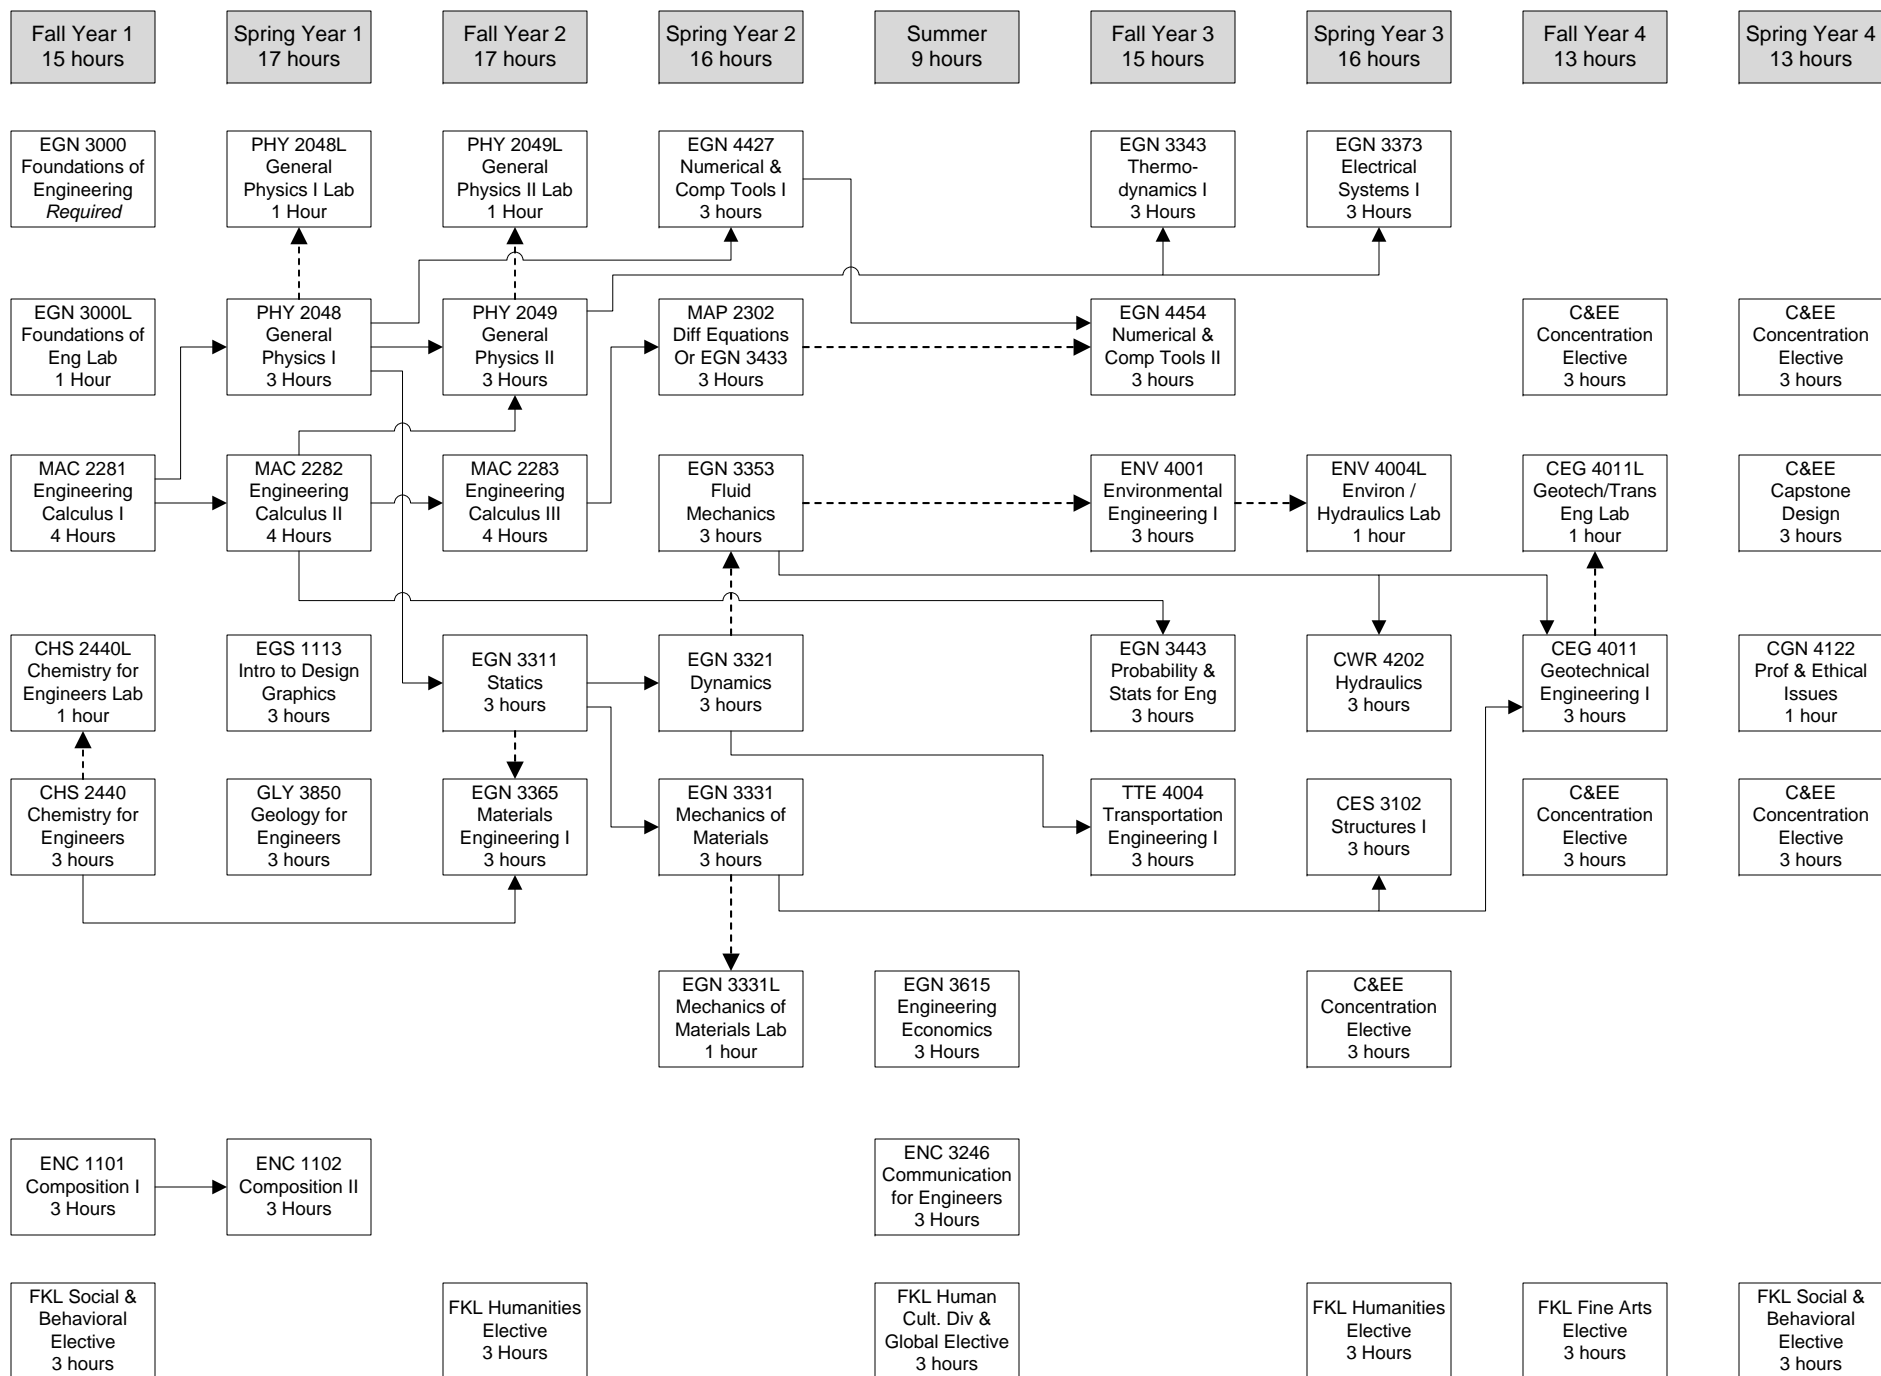 Fall Year 1
15 hours
Spring Year 1
17 hours
Fall Year 2
17 hours
Spring Year 2
16 hours
Summer
9 hours
Fall Year 3
15 hours
Spring Year 3
16 hours
Fall Year 4
13 hours
Spring Year 4
13 hours
EGN 3000
Foundations of
Engineering
Required
PHY 2048L
General
Physics I Lab
1 Hour
PHY 2049L
General
Physics II Lab
1 Hour
EGN 4427
Numerical &
Comp Tools I
3 hours
EGN 3343
Thermo-
dynamics I
3 Hours
EGN 3373
Electrical
Systems I
3 Hours
EGN 3000L
Foundations of
Eng Lab
1 Hour
PHY 2048
General
Physics I
3 Hours
PHY 2049
General
Physics II
3 Hours
MAP 2302
Diff Equations
Or EGN 3433
3 Hours
EGN 4454
Numerical &
Comp Tools II
3 hours
C&EE
Concentration
Elective
3 hours
C&EE
Concentration
Elective
3 hours
MAC 2281
Engineering
Calculus I
4 Hours
MAC 2282
Engineering
Calculus II
4 Hours
MAC 2283
Engineering
Calculus III
4 Hours
EGN 3353
Fluid
Mechanics
3 hours
ENV 4001
Environmental
Engineering I
3 hours
ENV 4004L
Environ /
Hydraulics Lab
1 hour
CEG 4011L
Geotech/Trans
Eng Lab
1 hour
C&EE
Capstone
Design
3 hours
CHS 2440L
Chemistry for
Engineers Lab
1 hour
EGS 1113
Intro to Design
Graphics
3 hours
EGN 3311
Statics
3 hours
EGN 3321
Dynamics
3 hours
EGN 3443
Probability &
Stats for Eng
3 hours
CWR 4202
Hydraulics
3 hours
CEG 4011
Geotechnical
Engineering I
3 hours
CGN 4122
Prof & Ethical
Issues
1 hour
CHS 2440
Chemistry for
Engineers
3 hours
GLY 3850
Geology for
Engineers
3 hours
EGN 3365
Materials
Engineering I
3 hours
EGN 3331
Mechanics of
Materials
3 hours
TTE 4004
Transportation
Engineering I
3 hours
CES 3102
Structures I
3 hours
C&EE
Concentration
Elective
3 hours
C&EE
Concentration
Elective
3 hours
EGN 3331L
Mechanics of
Materials Lab
1 hour
EGN 3615
Engineering
Economics
3 Hours
C&EE
Concentration
Elective
3 hours
ENC 1101
Composition I
3 Hours
ENC 1102
Composition II
3 Hours
ENC 3246
Communication
for Engineers
3 Hours
FKL Social &
Behavioral
Elective
3 hours
FKL Humanities
Elective
3 Hours
FKL Human
Cult. Div &
Global Elective
3 hours
FKL Humanities
Elective
3 Hours
FKL Fine Arts
Elective
3 hours
FKL Social &
Behavioral
Elective
3 hours